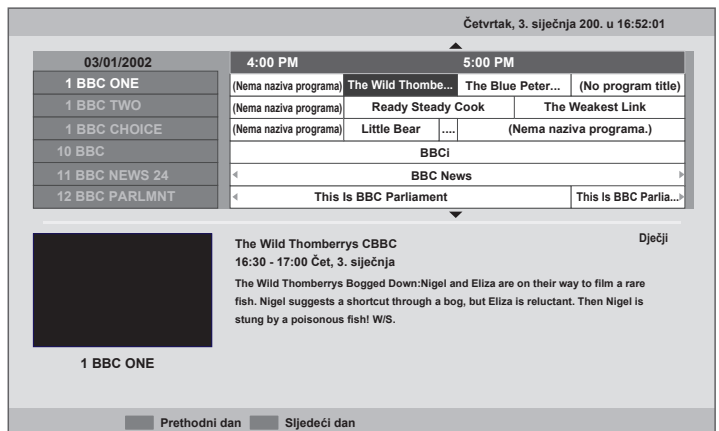 Četvrtak, 3. siječnja 200. u 16:52:01
03/01/2002 4:00 PM 5:00 PM
1 BBC ONE (Nema naziva programa) The Wild Thombe... The Blue Peter... (No program title)
1 BBC TWO (Nema naziva programa) Ready Steady Cook The Weakest Link
1 BBC CHOICE (Nema naziva programa) Little Bear .... (Nema naziva programa.)
10 BBC BBCi
11 BBC NEWS 24 BBC News
12 BBC PARLMNT This Is BBC Parliament This Is BBC Parlia...
The Wild Thomberrys CBBC Dječji
16:30 - 17:00 Čet, 3. siječnja
The Wild Thomberrys Bogged Down:Nigel and Eliza are on their way to film a rare
fish. Nigel suggests a shortcut through a bog, but Eliza is reluctant. Then Nigel is
stung by a poisonous fish! W/S.
1 BBC ONE
Prethodni dan Sljedeći dan